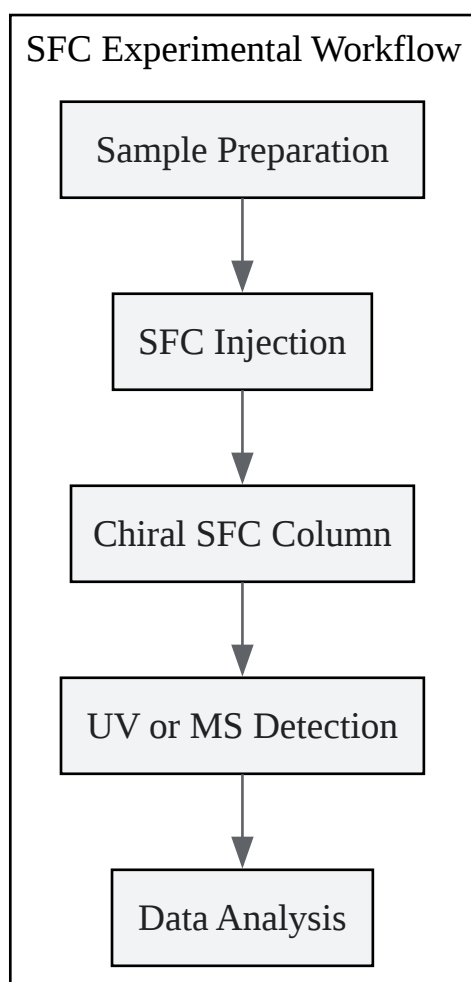 SFC Experimental Workflow
Sample Preparation
SFC Injection
Chiral SFC Column
UV or MS Detection
Data Analysis